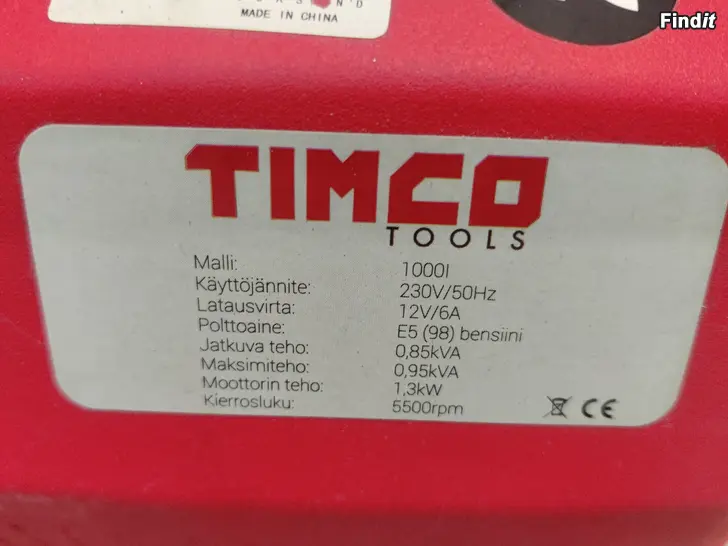 Findit
MADE IN CHINA
TIMCO
TOOLS
Malli: 1000I
Käyttöjännite: 230V/50Hz
Latausvirta: 12V/6A
Polttoaine: E5 (98) bensiini
Jatkuva teho: 0,85kVA
Maksimiteho: 0,95kVA
Moottorin teho: 1,3kW
Kierrosluku: 5500rpm
CE